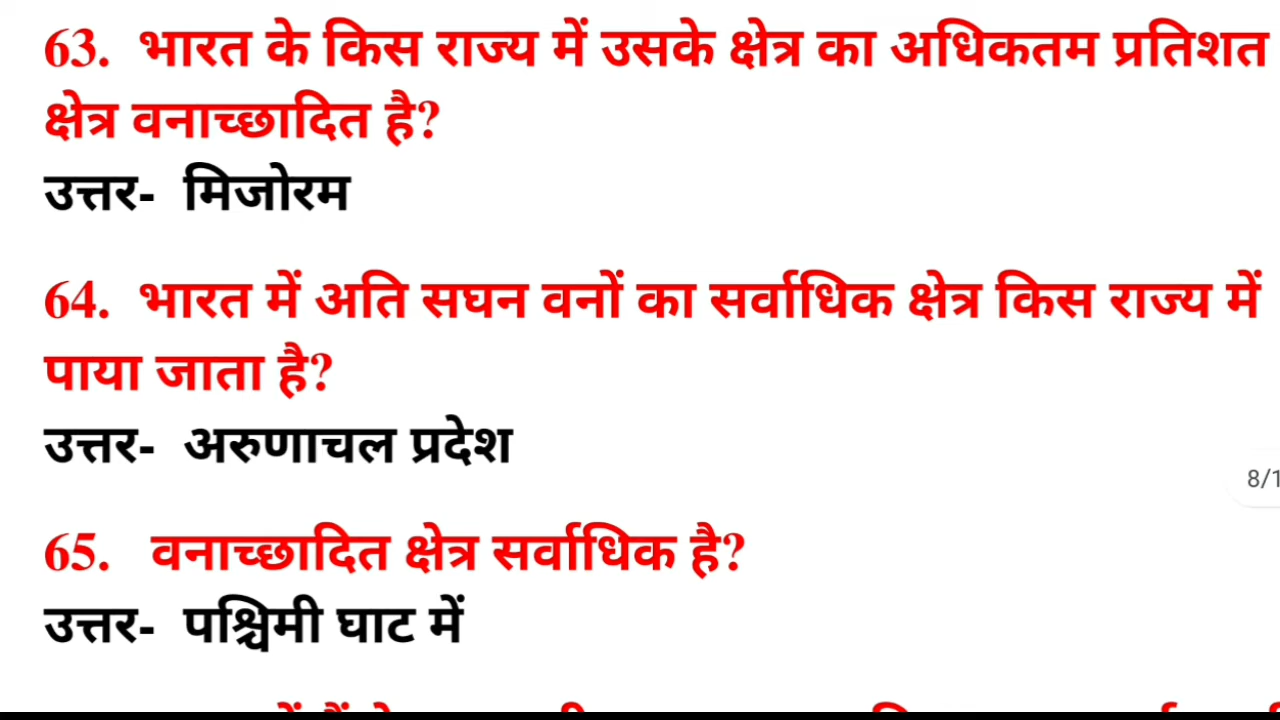 63. भारत के किस राज्य में उसके क्षेत्र का अधिकतम प्रतिशत
क्षेत्र वनाच्छादित है?
उत्तर- मिजोरम
64. भारत में अति सघन वनों का सर्वाधिक क्षेत्र किस राज्य में
पाया जाता है?
उत्तर- अरुणाचल प्रदेश
8/1
65. वनाच्छादित क्षेत्र सर्वाधिक है?
उत्तर- पश्चिमी घाट में